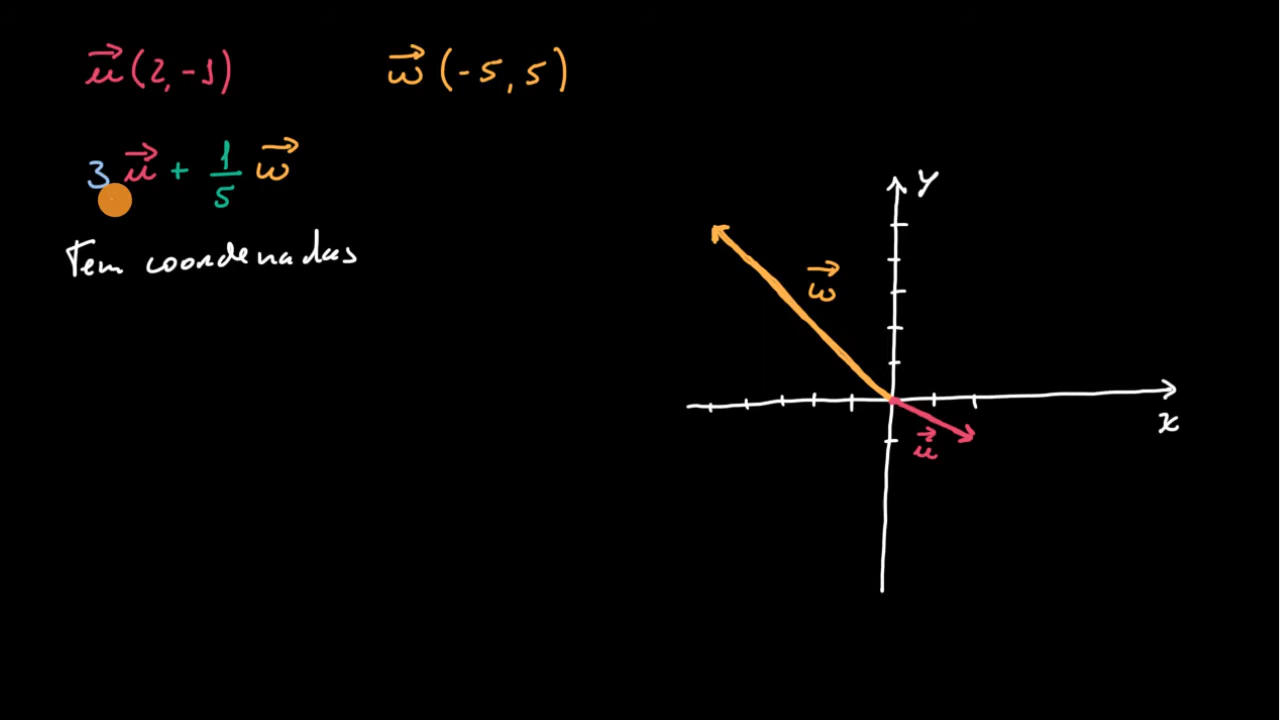 u⃗(2,-1) w⃗(-5,5)
3u⃗ + 1/5 w⃗
Tem coordenadas
y
w⃗
x
u⃗